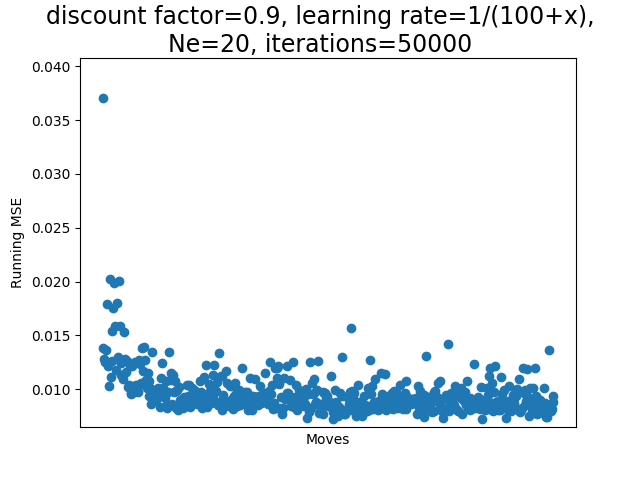 discount factor=0.9, learning rate=1/(100+x),
Ne=20, iterations=50000
0.040
0.035
0.030
0.025
0.020
0.015
0.010
Running MSE
Moves